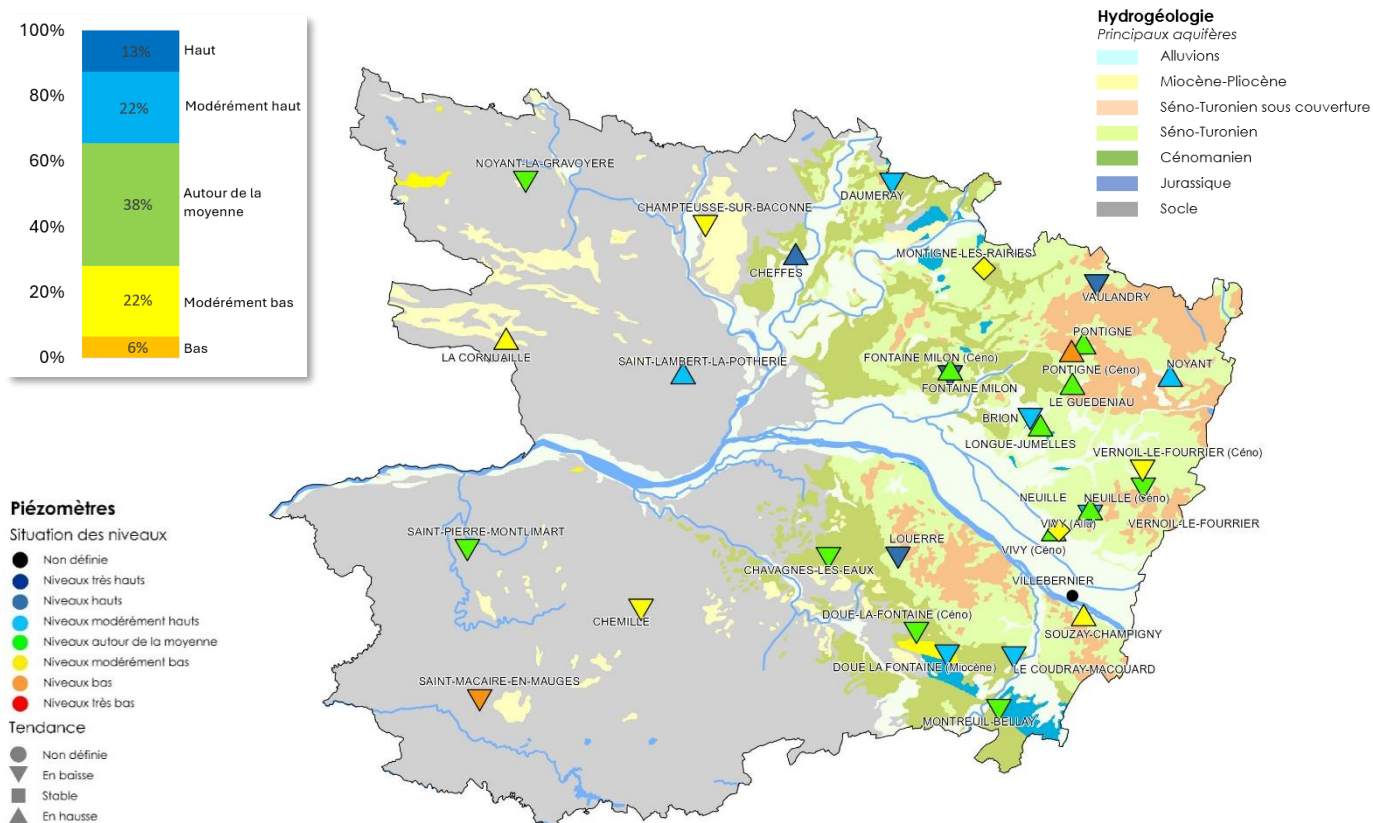 100%
80%
60%
40%
20%
0%
13%
22%
38%
22%
6%
Haut
Modérément haut
Autour de la
moyenne
Modérément bas
Bas
Hydrogéologie
Principaux aquifères
Alluvions
Miocène-Pliocène
Séno-Turonien sous couverture
Séno-Turonien
Cénomanien
Jurassique
Socle
NOYANT-LA-GRAVOYERE
CHAMPTEUSSE-SUR-BACONNE
DAUMERAY
CHEFFES
MONTIGNE-LES-RAIRIES
VAULANDRY
PONTIGNE
LA CORNUAILLE
SAINT-LAMBERT-LA-POTHERIE
FONTAINE MILON (Céno)
PONTIGNE (Céno)
NOYANT
FONTAINE MILON
LE GUEDENIAU
BRION
LONGUE-JUMELLES
VERNOIL-LE-FOURRIER (Céno)
NEUILLE
NEUILLE (Céno)
VIVY (Allu)
VERNOIL-LE-FOURRIER
VIVY (Céno)
SAINT-PIERRE-MONTLIMART
LOUERRE
CHAVAGNES-LES-EAUX
VILLEBERNIER
CHEMILLE
DOUE-LA-FONTAINE (Céno)
SOUZAY-CHAMPIGNY
DOUE LA FONTAINE (Miocène)
LE COUDRAY-MACOUARD
SAINT-MACAIRE-EN-MAUGES
MONTREUIL-BELLAY
Piézomètres
Situation des niveaux
Non définie
Niveaux très hauts
Niveaux hauts
Niveaux modérément hauts
Niveaux autour de la moyenne
Niveaux modérément bas
Niveaux bas
Niveaux très bas
Tendance
Non définie
En baisse
Stable
En hausse